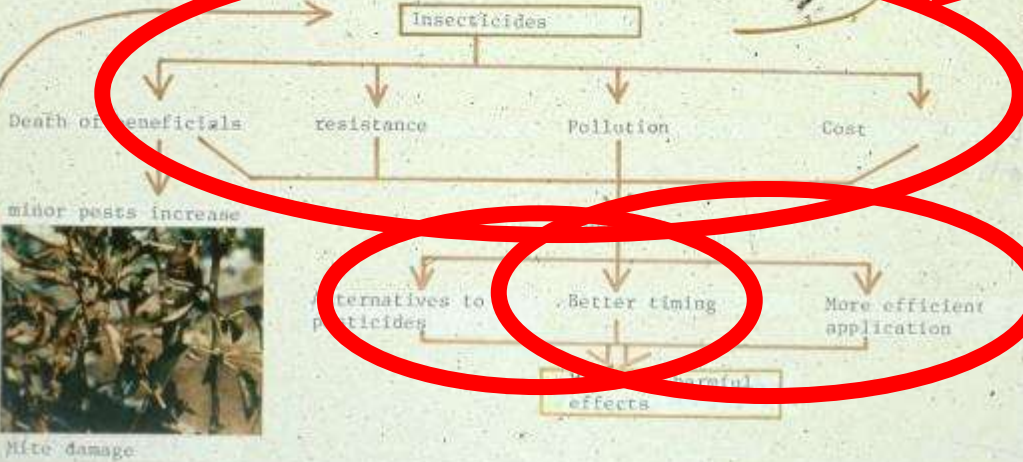 Insecticides
Death of beneficials resistance Pollution Cost
minor pests increase
Alternatives to Better timing More efficient
pesticides application
harmful
effects
Mite damage